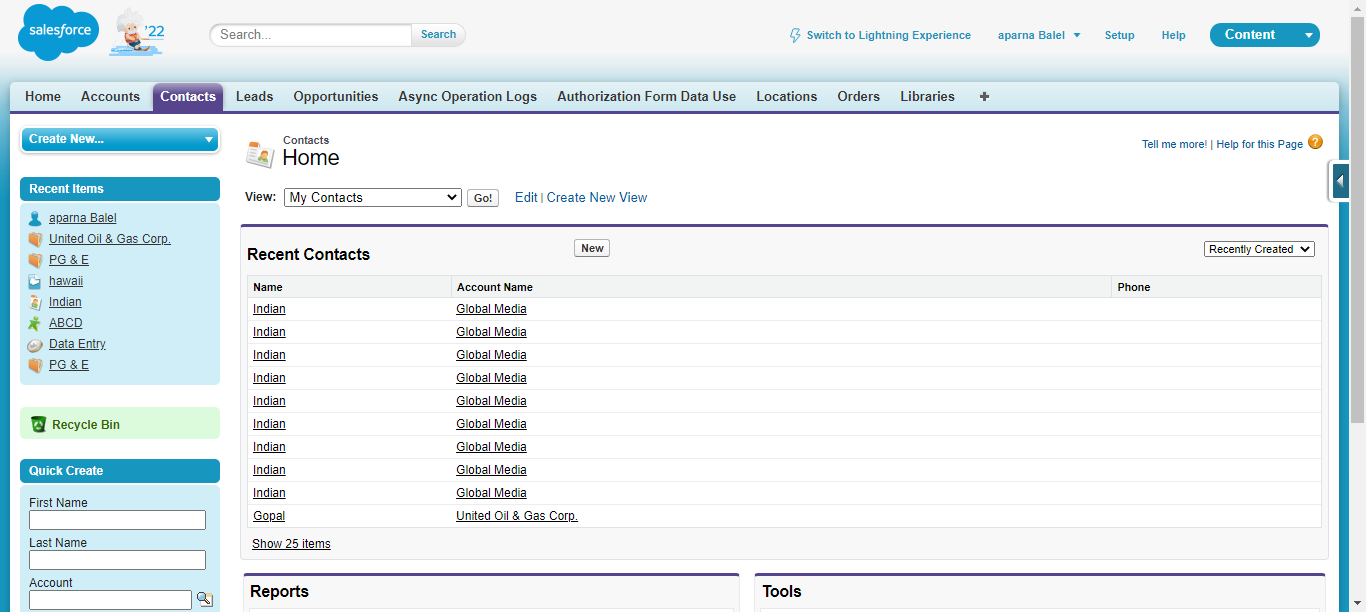 salesforce
'22
Search...
Search
Switch to Lightning Experience
aparna Balel
Setup
Help
Content
Home
Accounts
Contacts
Leads
Opportunities
Async Operation Logs
Authorization Form Data Use
Locations
Orders
Libraries
+
Create New...
Recent Items
aparna Balel
United Oil & Gas Corp.
PG & E
hawaii
Indian
ABCD
Data Entry
PG & E
Recycle Bin
Quick Create
First Name
Last Name
Account
Contacts
Home
Tell me more! | Help for this Page ?
View: My Contacts Go! Edit | Create New View
Recent Contacts New Recently Created
Name Account Name Phone
Indian Global Media
Indian Global Media
Indian Global Media
Indian Global Media
Indian Global Media
Indian Global Media
Indian Global Media
Indian Global Media
Indian Global Media
Gopal United Oil & Gas Corp.
Show 25 items
Reports
Tools